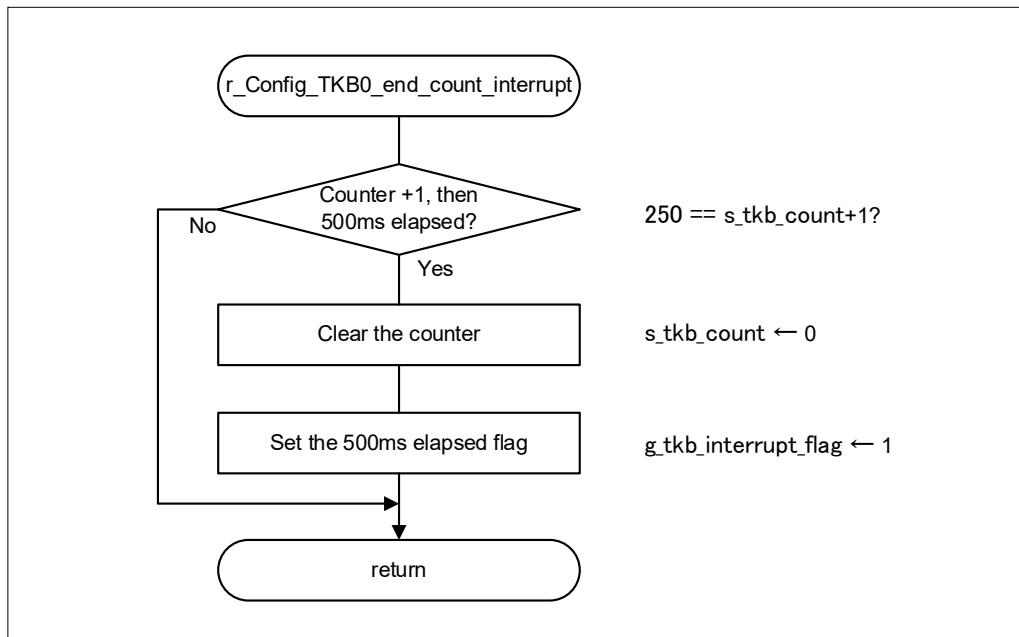 r_Config_TKB0_end_count_interrupt
Counter +1, then
500ms elapsed?
250 == s_tkb_count+1?
No
Yes
Clear the counter
s_tkb_count ← 0
Set the 500ms elapsed flag
g_tkb_interrupt_flag ← 1
return